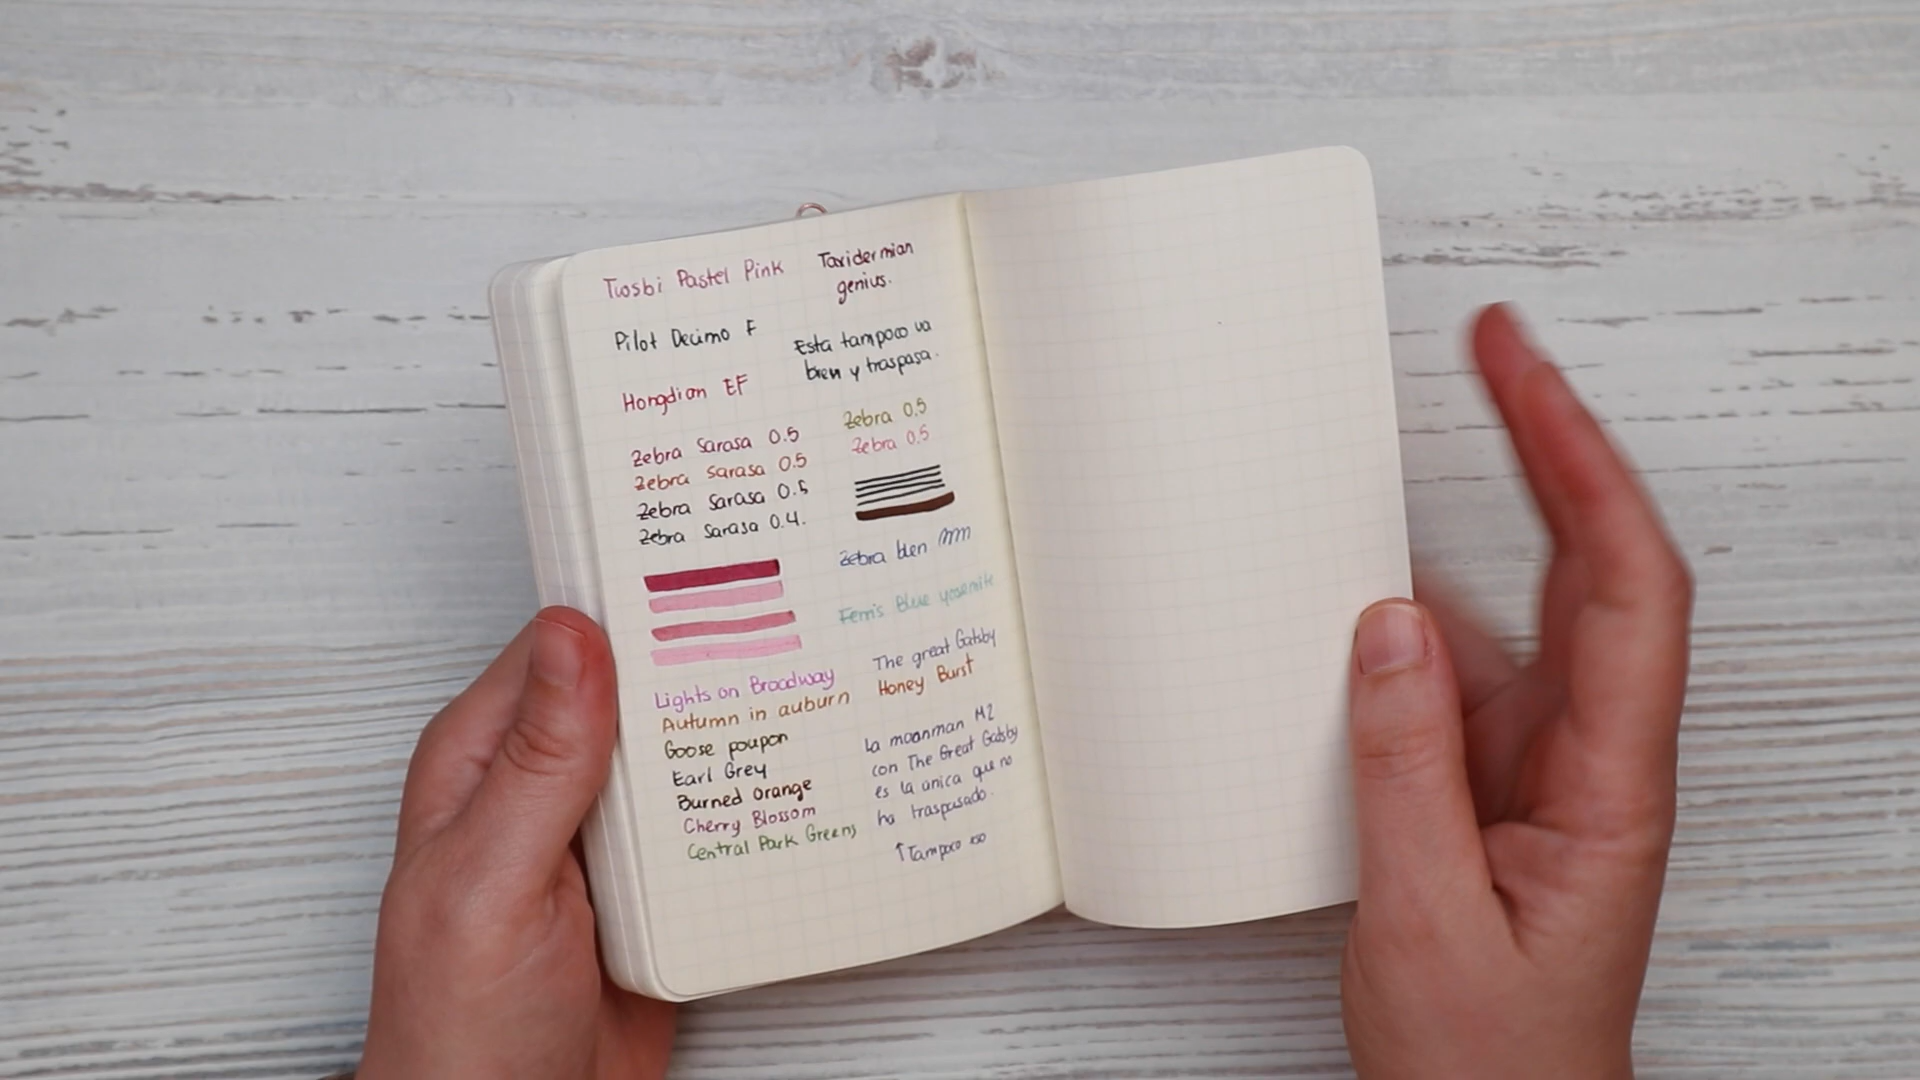 Twsbi Pastel Pink
Pilot Decimo F
Hongdian EF
Zebra Sarasa 0.5
Zebra Sarasa 0.5
Zebra Sarasa 0.5
Zebra Sarasa 0.4.
Lights on Broadway
Autumn in auburn
Goose poupon
Earl Grey
Burned Orange
Cherry Blossom
Central Park Greens
Taxidermian
genius.
Esta tampoco va
bien y traspasa.
Zebra 0.5
Zebra 0.5
Zebra bien
Ferris Blue yosemite
The great Gatsby
Honey Burst
La moonman M2
con The Great Gatsby
es la única que no
ha traspasado.
↑Tampoco